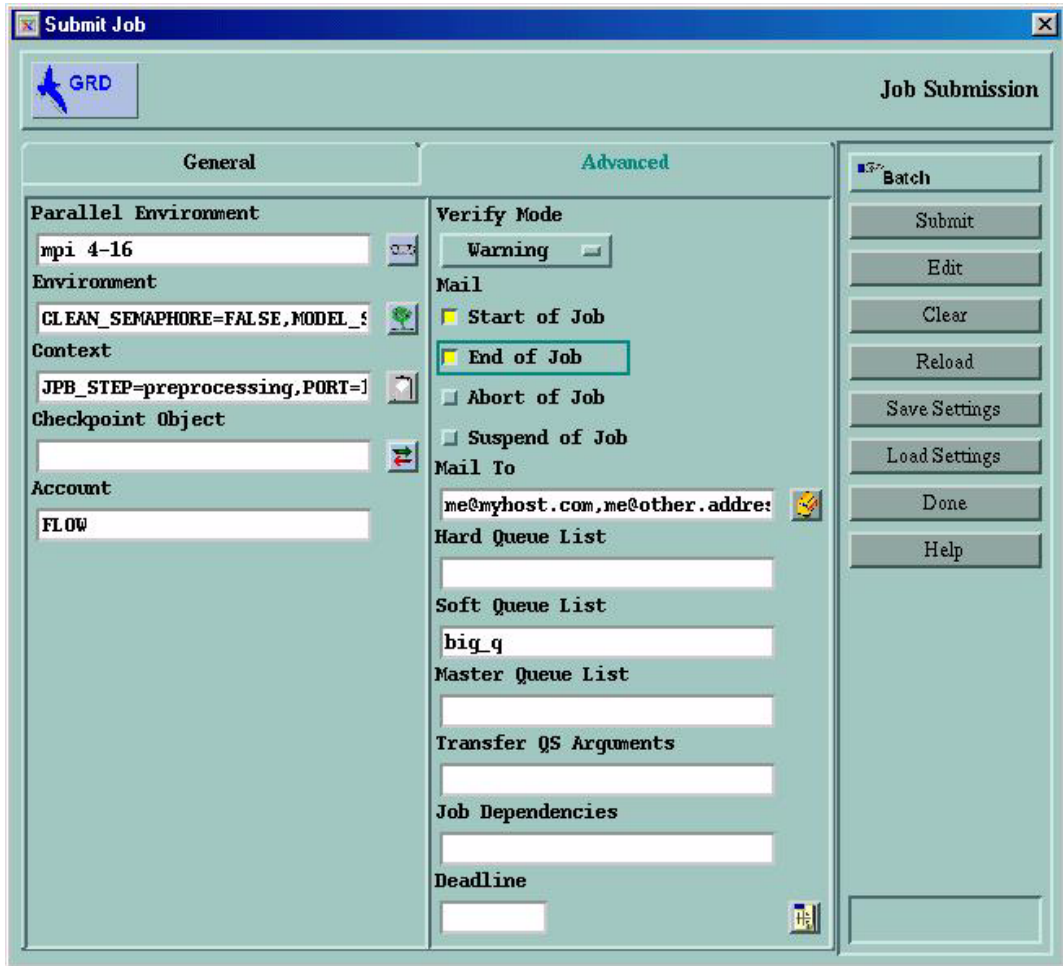 Submit Job
GRD
Job Submission
General
Advanced
Parallel Environment
mpi 4-16
Environment
CLEAN_SEMAPHORE=FALSE,MODEL_S
Context
JPB_STEP=preprocessing,PORT=1
Checkpoint Object
Account
FLOW
Verify Mode
Warning
Mail
Start of Job
End of Job
Abort of Job
Suspend of Job
Mail To
me@myhost.com,me@other.addres
Hard Queue List
Soft Queue List
big_q
Master Queue List
Transfer QS Arguments
Job Dependencies
Deadline
Batch
Submit
Edit
Clear
Reload
Save Settings
Load Settings
Done
Help